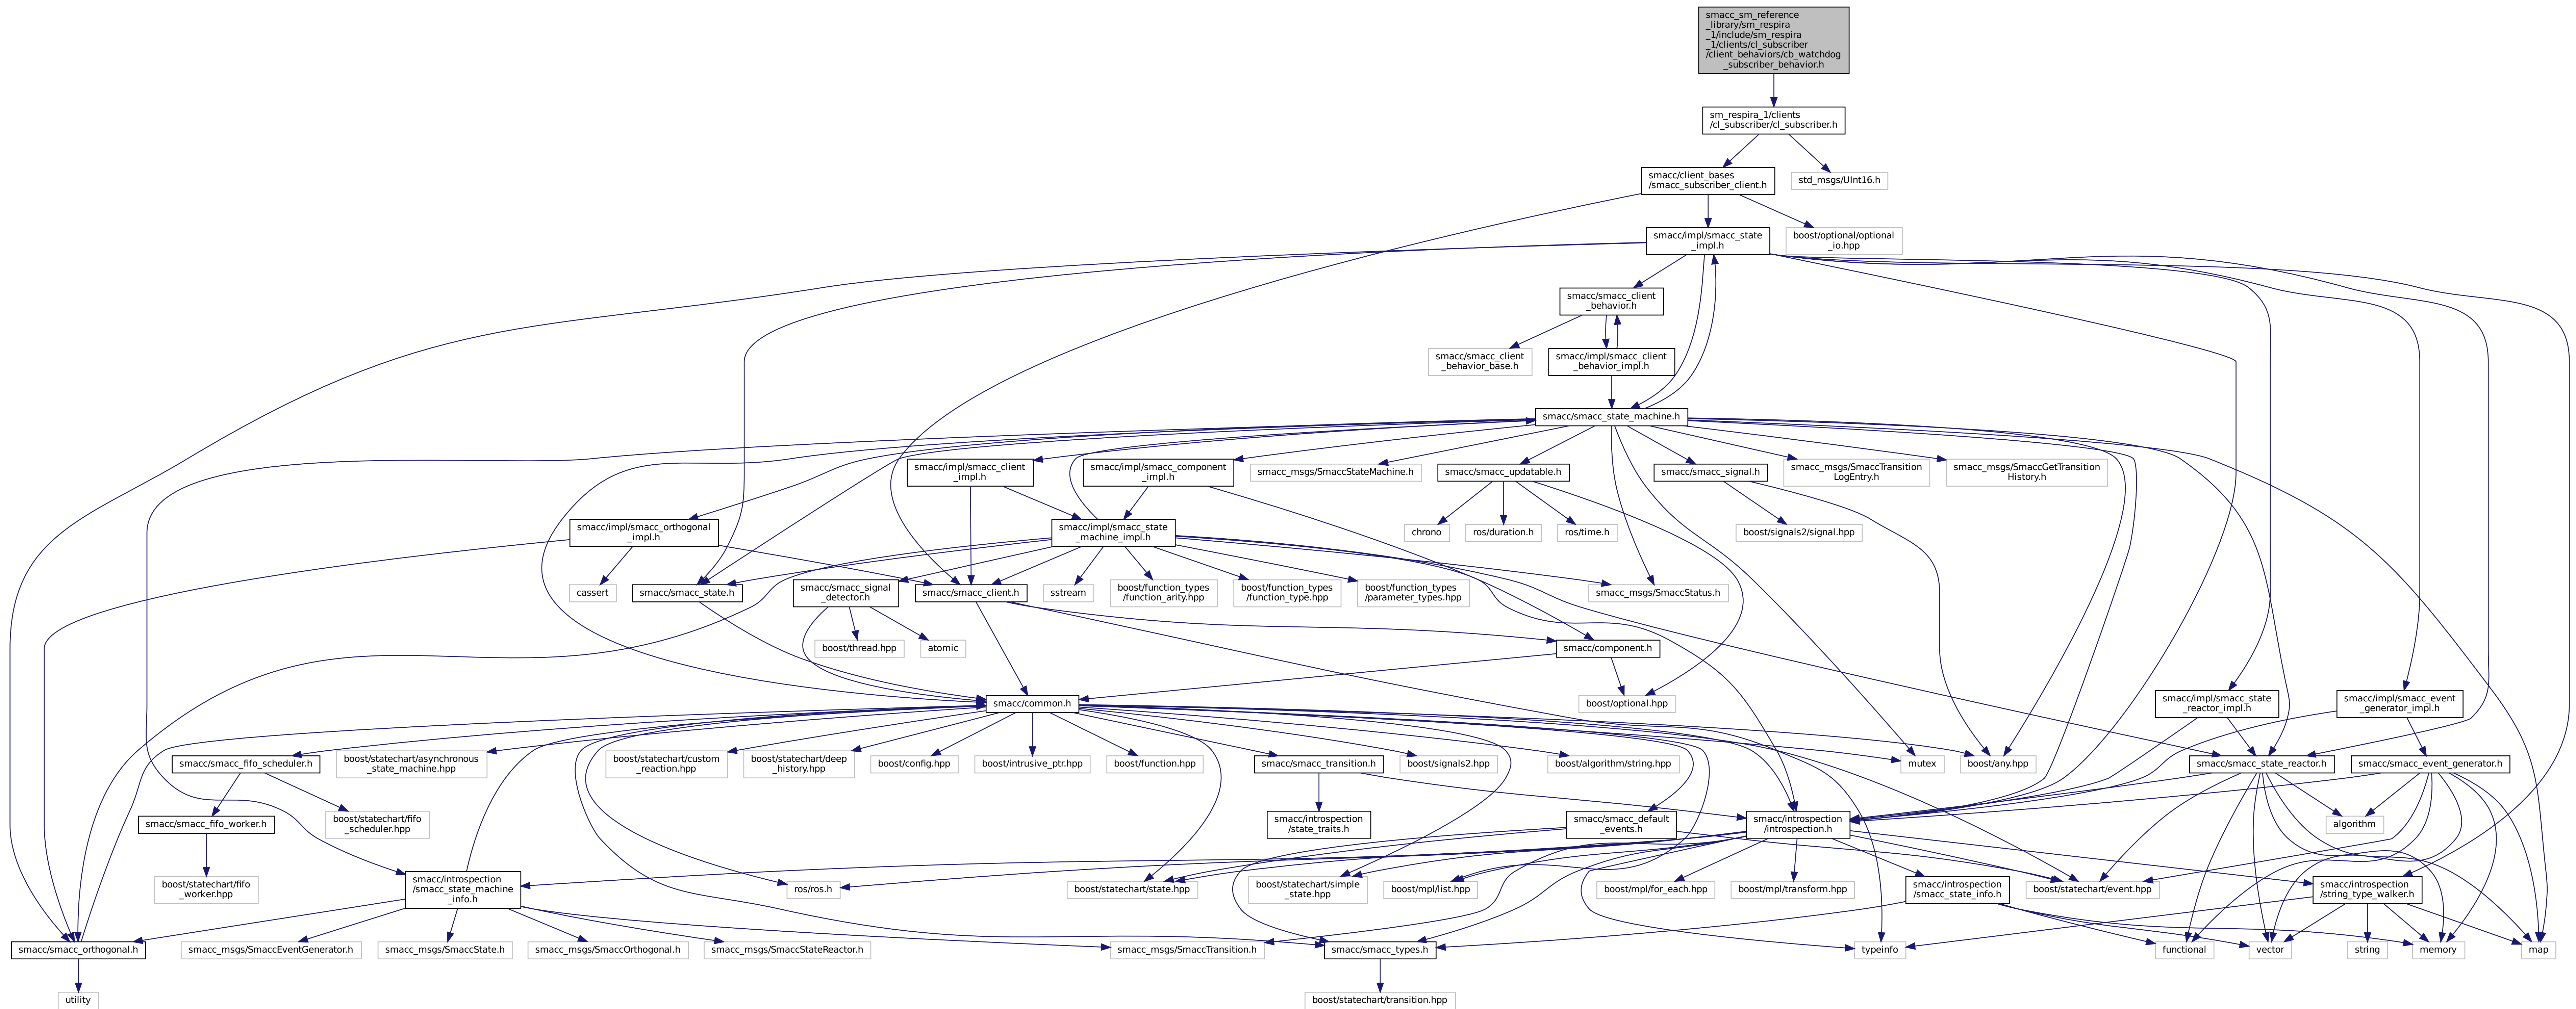 smacc_sm_reference
_library/sm_respira
_1/include/sm_respira
_1/clients/cl_subscriber
/client_behaviors/cb_watchdog
_subscriber_behavior.h
sm_respira_1/clients
/cl_subscriber/cl_subscriber.h
smacc/client_bases
/smacc_subscriber_client.h
std_msgs/UInt16.h
smacc/impl/smacc_state
_impl.h
boost/optional/optional
_io.hpp
smacc/smacc_client
_behavior.h
smacc/smacc_client
_behavior_base.h
smacc/impl/smacc_client
_behavior_impl.h
smacc/smacc_state_machine.h
smacc/impl/smacc_client
_impl.h
smacc/impl/smacc_component
_impl.h
smacc_msgs/SmaccStateMachine.h
smacc/smacc_updatable.h
smacc/smacc_signal.h
smacc_msgs/SmaccTransition
LogEntry.h
smacc_msgs/SmaccGetTransition
History.h
smacc/impl/smacc_orthogonal
_impl.h
smacc/impl/smacc_state
_machine_impl.h
chrono
ros/duration.h
ros/time.h
boost/signals2/signal.hpp
cassert
smacc/smacc_state.h
smacc/smacc_signal
_detector.h
smacc/smacc_client.h
sstream
boost/function_types
/function_arity.hpp
boost/function_types
/function_type.hpp
boost/function_types
/parameter_types.hpp
smacc_msgs/SmaccStatus.h
boost/thread.hpp
atomic
smacc/component.h
smacc/common.h
boost/optional.hpp
smacc/impl/smacc_state
_reactor_impl.h
smacc/impl/smacc_event
_generator_impl.h
smacc/smacc_fifo_scheduler.h
boost/statechart/asynchronous
_state_machine.hpp
boost/statechart/custom
_reaction.hpp
boost/statechart/deep
_history.hpp
boost/config.hpp
boost/intrusive_ptr.hpp
boost/function.hpp
smacc/smacc_transition.h
boost/signals2.hpp
boost/algorithm/string.hpp
mutex
boost/any.hpp
smacc/smacc_state_reactor.h
smacc/smacc_event_generator.h
smacc/smacc_fifo_worker.h
boost/statechart/fifo
_scheduler.hpp
smacc/introspection
/state_traits.h
smacc/smacc_default
_events.h
smacc/introspection
/introspection.h
algorithm
boost/statechart/fifo
_worker.hpp
smacc/introspection
/smacc_state_machine
_info.h
ros/ros.h
boost/statechart/state.hpp
boost/statechart/simple
_state.hpp
boost/mpl/list.hpp
boost/mpl/for_each.hpp
boost/mpl/transform.hpp
smacc/introspection
/smacc_state_info.h
boost/statechart/event.hpp
smacc/introspection
/string_type_walker.h
smacc/smacc_orthogonal.h
smacc_msgs/SmaccEventGenerator.h
smacc_msgs/SmaccState.h
smacc_msgs/SmaccOrthogonal.h
smacc_msgs/SmaccStateReactor.h
smacc_msgs/SmaccTransition.h
smacc/smacc_types.h
typeinfo
functional
vector
string
memory
map
utility
boost/statechart/transition.hpp